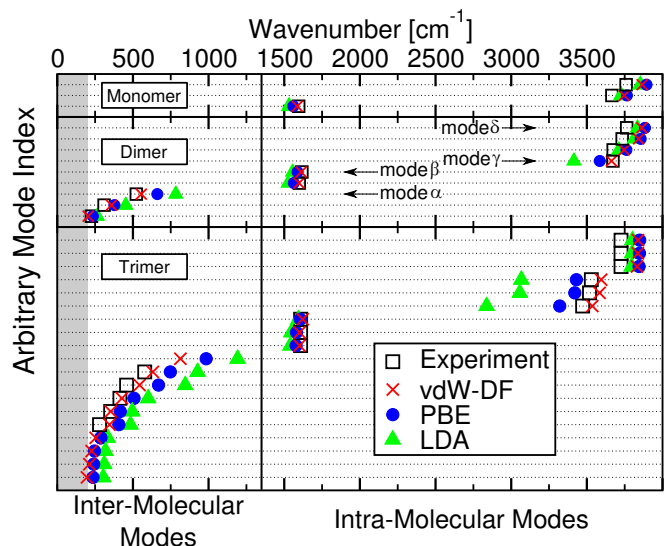 Wavenumber [cm⁻¹]
0 500 1000 1500 2000 2500 3000 3500
Arbitrary Mode Index
Monomer
Dimer
mode δ
mode γ
mode β
mode α
Trimer
Experiment
vdW-DF
PBE
LDA
Inter-Molecular
Modes
Intra-Molecular Modes